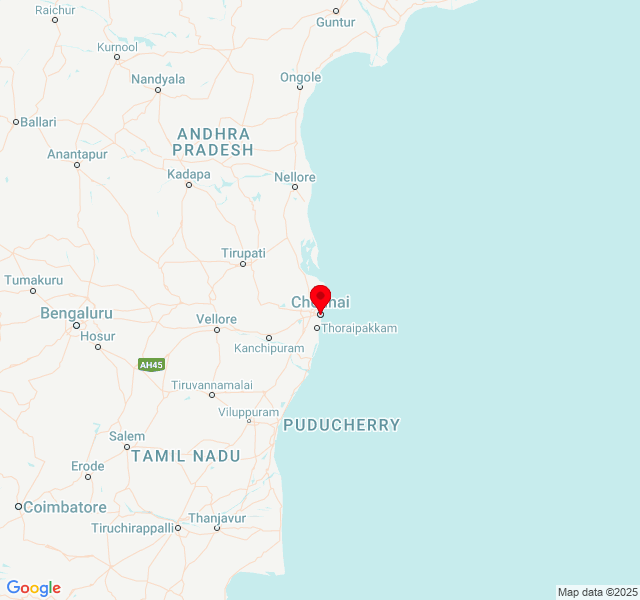 Raichur
Guntur
Kurnool
Nandyala
Ongole
Ballari
ANDHRA
PRADESH
Anantapur
Kadapa
Nellore
Tirupati
Tumakuru
Chennai
Bengaluru
Vellore
Thoraipakkam
Hosur
Kanchipuram
AH45
Tiruvannamalai
Viluppuram
PUDUCHERRY
Salem
TAMIL NADU
Erode
Coimbatore
Thanjavur
Tiruchirappalli
Google
Map data ©2025